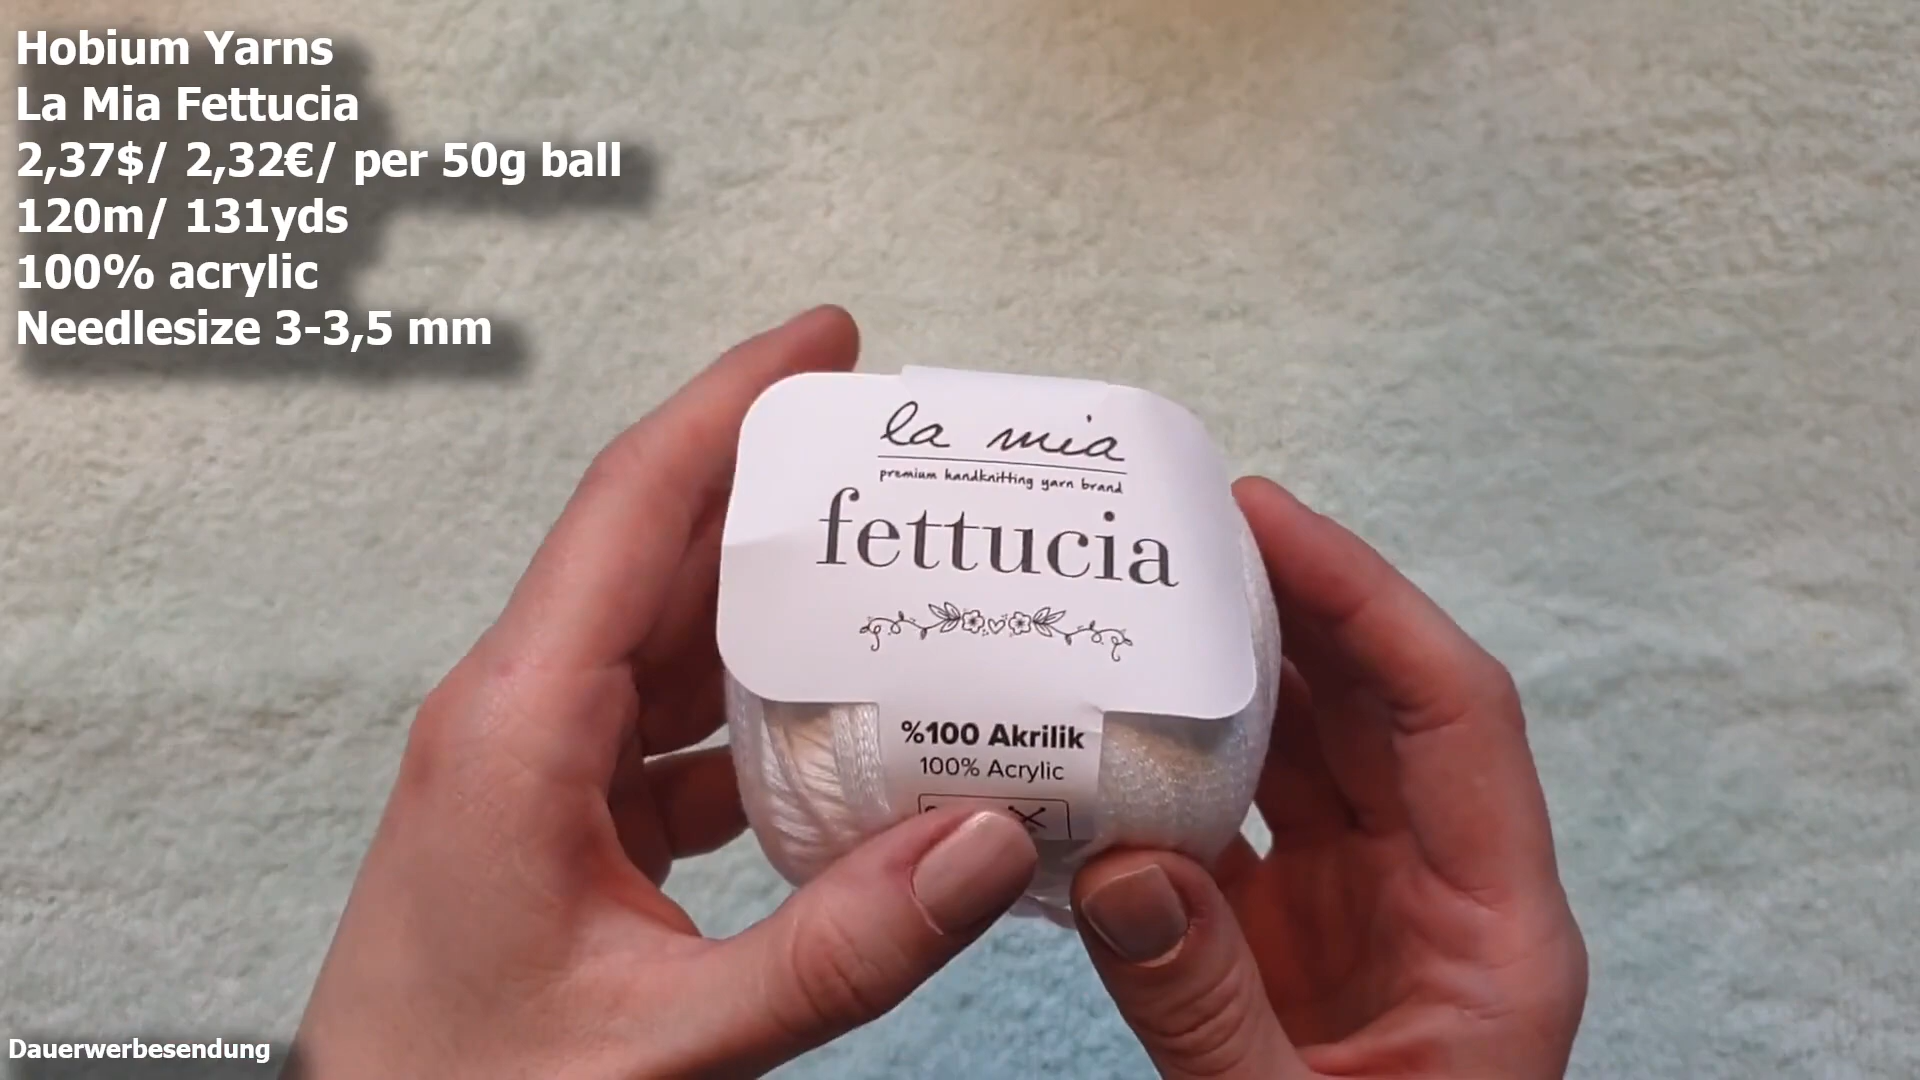 Hobium Yarns
La Mia Fettucia
2,37$/ 2,32€/ per 50g ball
120m/ 131yds
100% acrylic
Needlesize 3-3,5 mm
la mia
premium handknitting yarn brand
fettucia
%100 Akrilik
100% Acrylic
Dauerwerbesendung